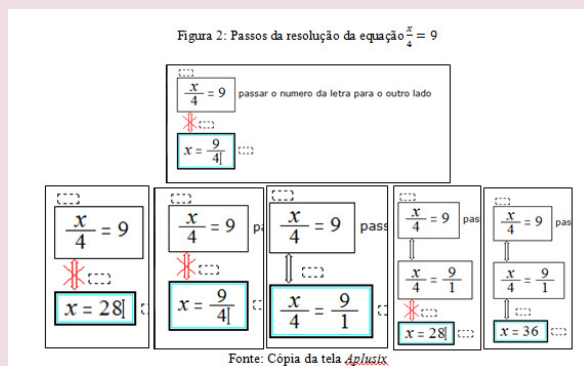 Figura 2: Passos da resolução da equação x/4 = 9
x/4 = 9 passar o numero da letra para o outro lado
x = 9/4
x/4 = 9
x = 28
x/4 = 9 pa
x = 9/4
x/4 = 9 pass
x/4 = 9/1
x/4 = 9 pas
x/4 = 9/1
x = 28
x/4 = 9 pas
x/4 = 9/1
x = 36
Fonte: Cópia da tela Aplusix